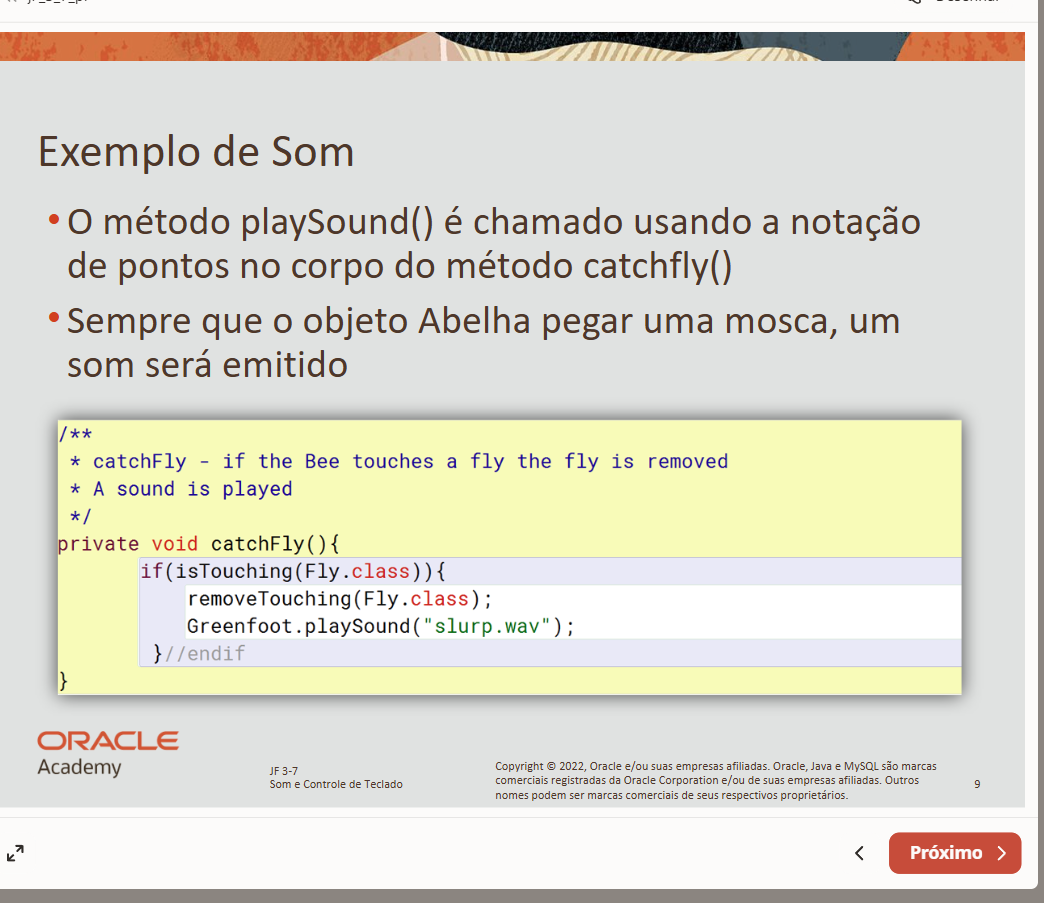 Exemplo de Som
•O método playSound() é chamado usando a notação
de pontos no corpo do método catchfly()
•Sempre que o objeto Abelha pegar uma mosca, um
som será emitido
/**
* catchFly - if the Bee touches a fly the fly is removed
* A sound is played
*/
private void catchFly(){
if(isTouching(Fly.class)){
removeTouching(Fly.class);
Greenfoot.playSound("slurp.wav");
}//endif
}
ORACLE
Academy
JF 3-7
Som e Controle de Teclado
Copyright © 2022, Oracle e/ou suas empresas afiliadas. Oracle, Java e MySQL são marcas
comerciais registradas da Oracle Corporation e/ou de suas empresas afiliadas. Outros
nomes podem ser marcas comerciais de seus respectivos proprietários.
9
Próximo